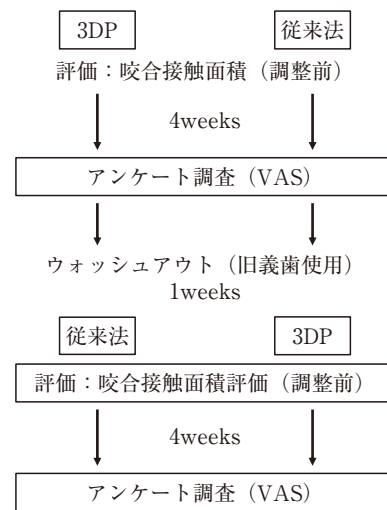 3DP 従来法
評価：咬合接触面積（調整前）
4weeks
アンケート調査（VAS）
ウォッシュアウト（旧義歯使用）
1weeks
従来法 3DP
評価：咬合接触面積評価（調整前）
4weeks
アンケート調査（VAS）